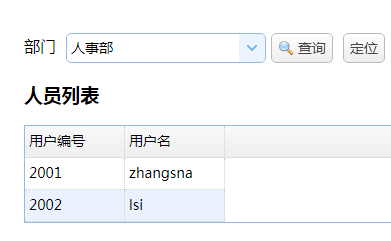 部门 人事部 查询 定位
人员列表
用户编号 用户名
2001 zhangsna
2002 lsi